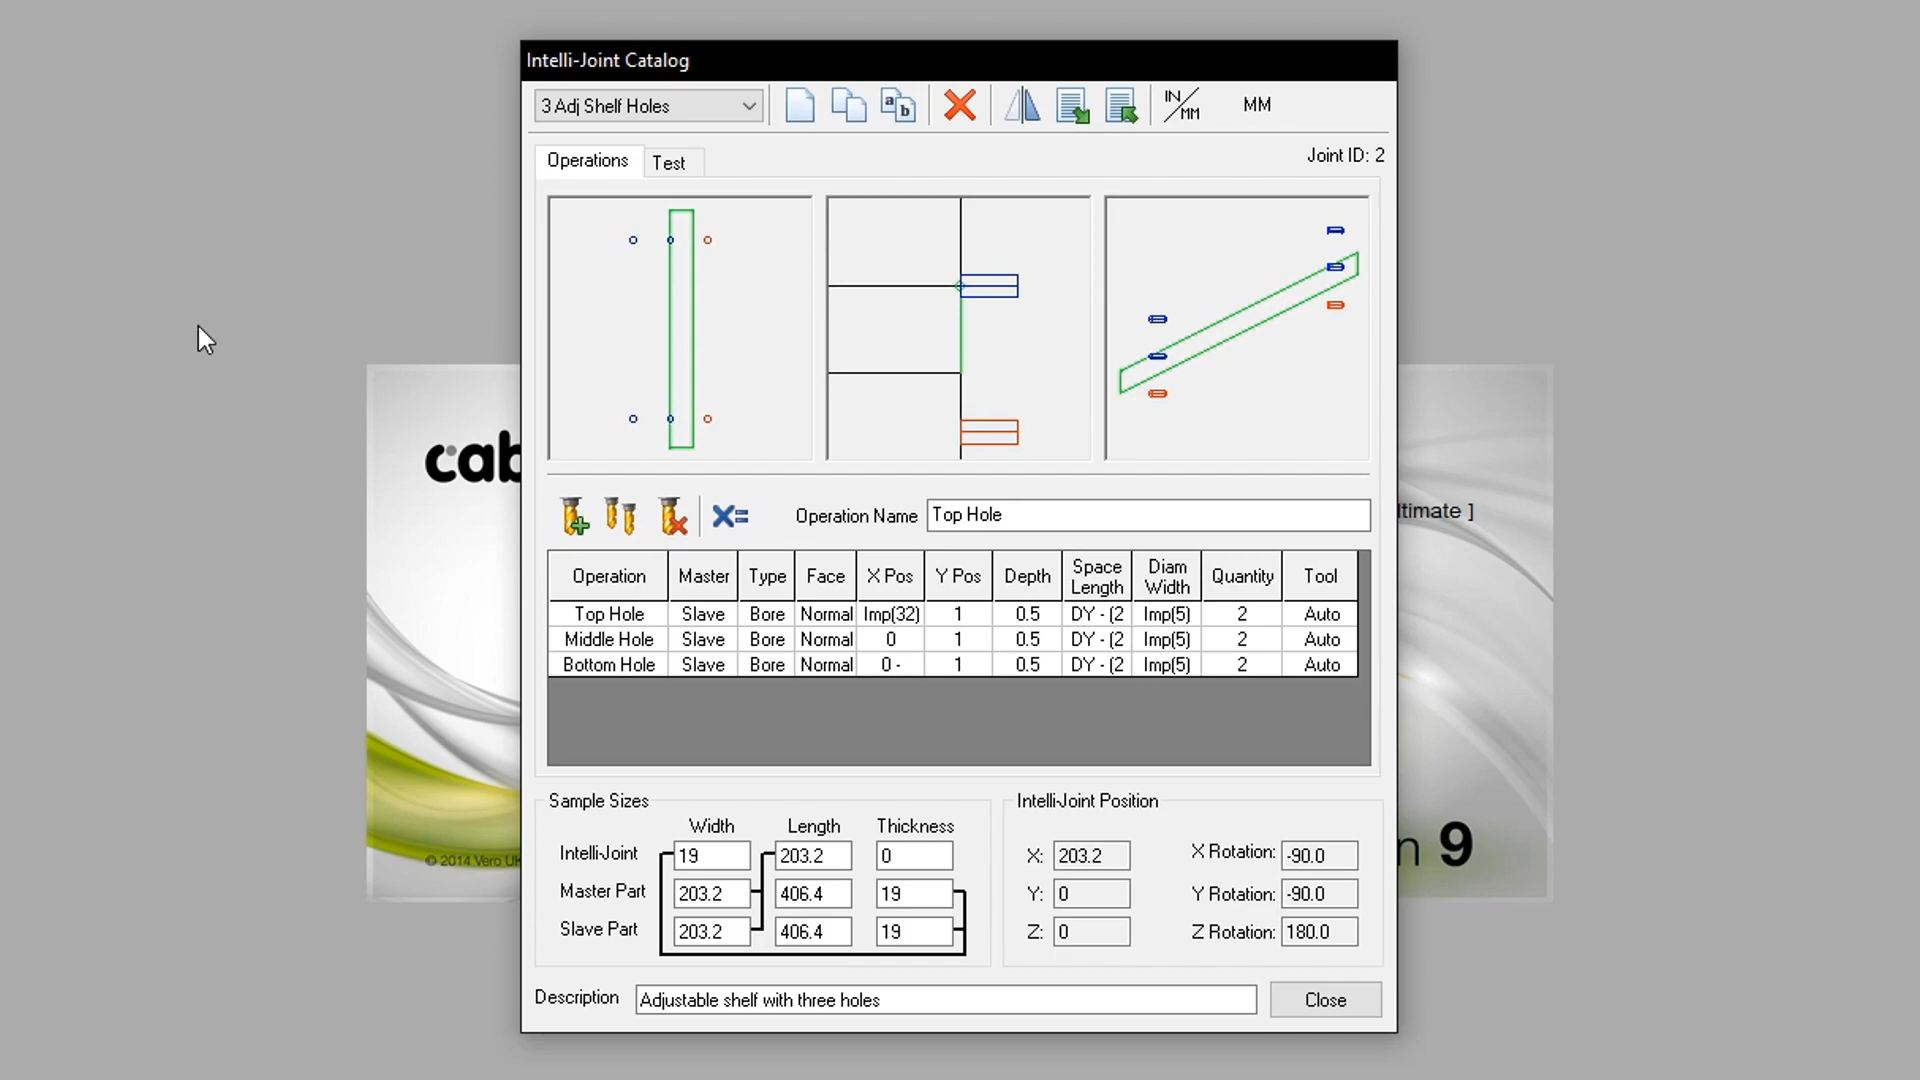 Intelli-Joint Catalog
3 Adj Shelf Holes
a b
IN/MM
MM
Operations
Test
Joint ID: 2
Operation Name
Top Hole
Operation Master Type Face X Pos Y Pos Depth Space Length Diam Width Quantity Tool
Top Hole Slave Bore Normal Imp(32) 1 0.5 DY - (2 Imp(5) 2 Auto
Middle Hole Slave Bore Normal 0 1 0.5 DY - (2 Imp(5) 2 Auto
Bottom Hole Slave Bore Normal 0 - 1 0.5 DY - (2 Imp(5) 2 Auto
Sample Sizes
Width Length Thickness
Intelli-Joint 19 203.2 0
Master Part 203.2 406.4 19
Slave Part 203.2 406.4 19
Intelli-Joint Position
X: 203.2 X Rotation: -90.0
Y: 0 Y Rotation: -90.0
Z: 0 Z Rotation: 180.0
Description Adjustable shelf with three holes
Close
cab
ltimate ]
© 2014 Vero UK
n 9